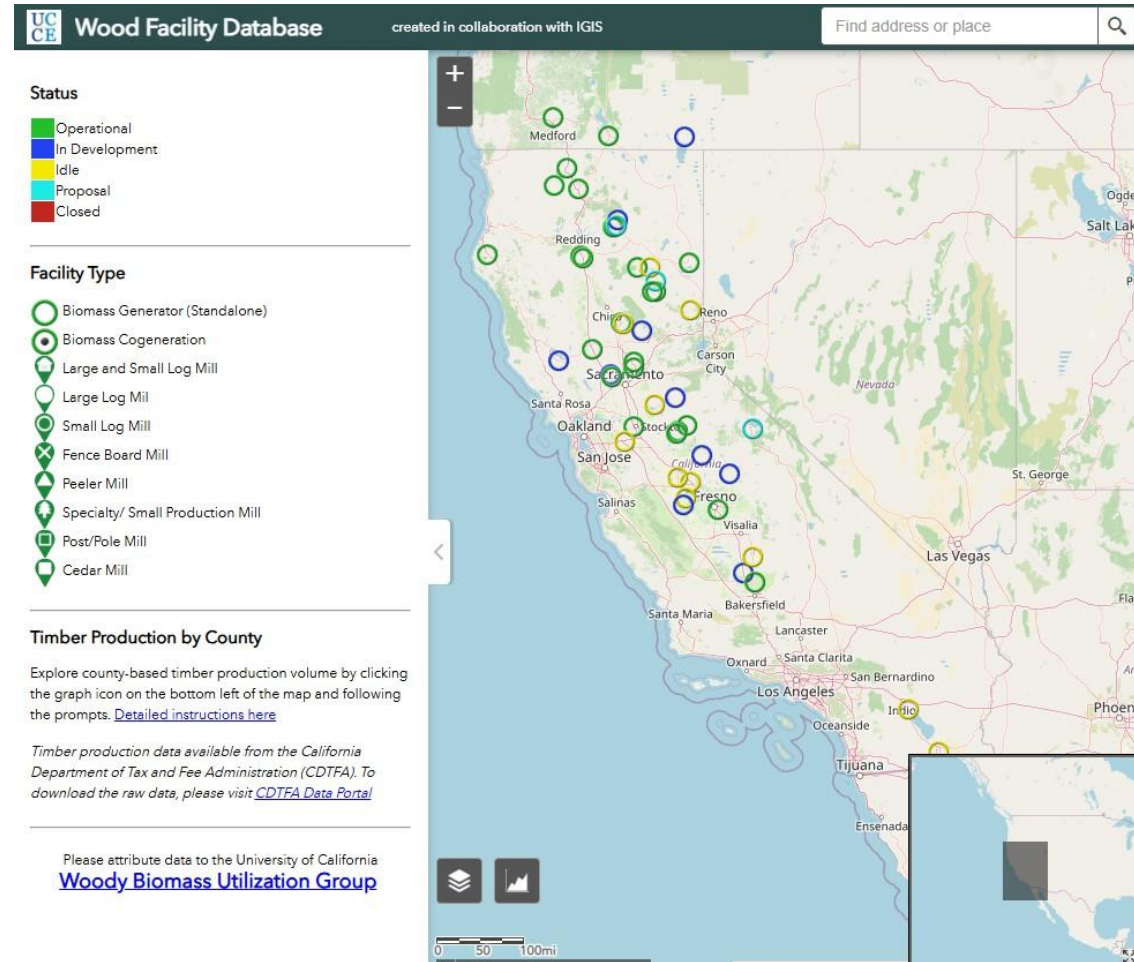 UC
CE
Wood Facility Database
created in collaboration with IGIS
Find address or place
Status
Operational
In Development
Idle
Proposal
Closed
Facility Type
Biomass Generator (Standalone)
Biomass Cogeneration
Large and Small Log Mill
Large Log Mil
Small Log Mill
Fence Board Mill
Peeler Mill
Specialty/ Small Production Mill
Post/Pole Mill
Cedar Mill
Timber Production by County
Explore county-based timber production volume by clicking
the graph icon on the bottom left of the map and following
the prompts. Detailed instructions here
Timber production data available from the California
Department of Tax and Fee Administration (CDTFA). To
download the raw data, please visit CDTFA Data Portal
Please attribute data to the University of California
Woody Biomass Utilization Group
+
−
Medford
Ogde
Salt Lak
Redding
Reno
Carson
City
Nevada
Santa Rosa
Oakland
San Jose
Salinas
Fresno
Visalia
St. George
Las Vegas
Bakersfield
Santa Maria
Lancaster
Oxnard
Santa Clarita
San Bernardino
Los Angeles
Indio
Phoen
Oceanside
Tijuana
Ensenada
0 50 100mi